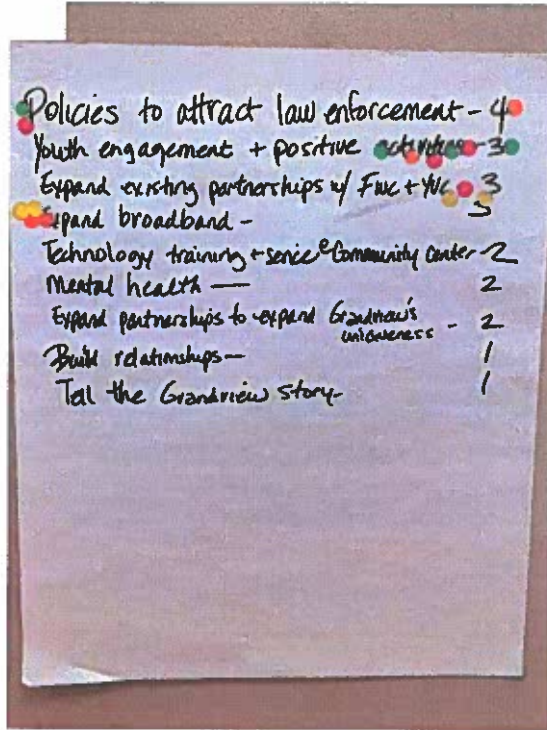 Policies to attract law enforcement - 4
Youth engagement + positive activities - 3
Expand existing partnerships w/ FWC + YVC 3
Expand broadband - 3
Technology training + service @ Community Center - 2
Mental health — 2
Expand partnerships to expand Grandview's
uniqueness - 2
Build relationships — 1
Tell the Grandview story - 1